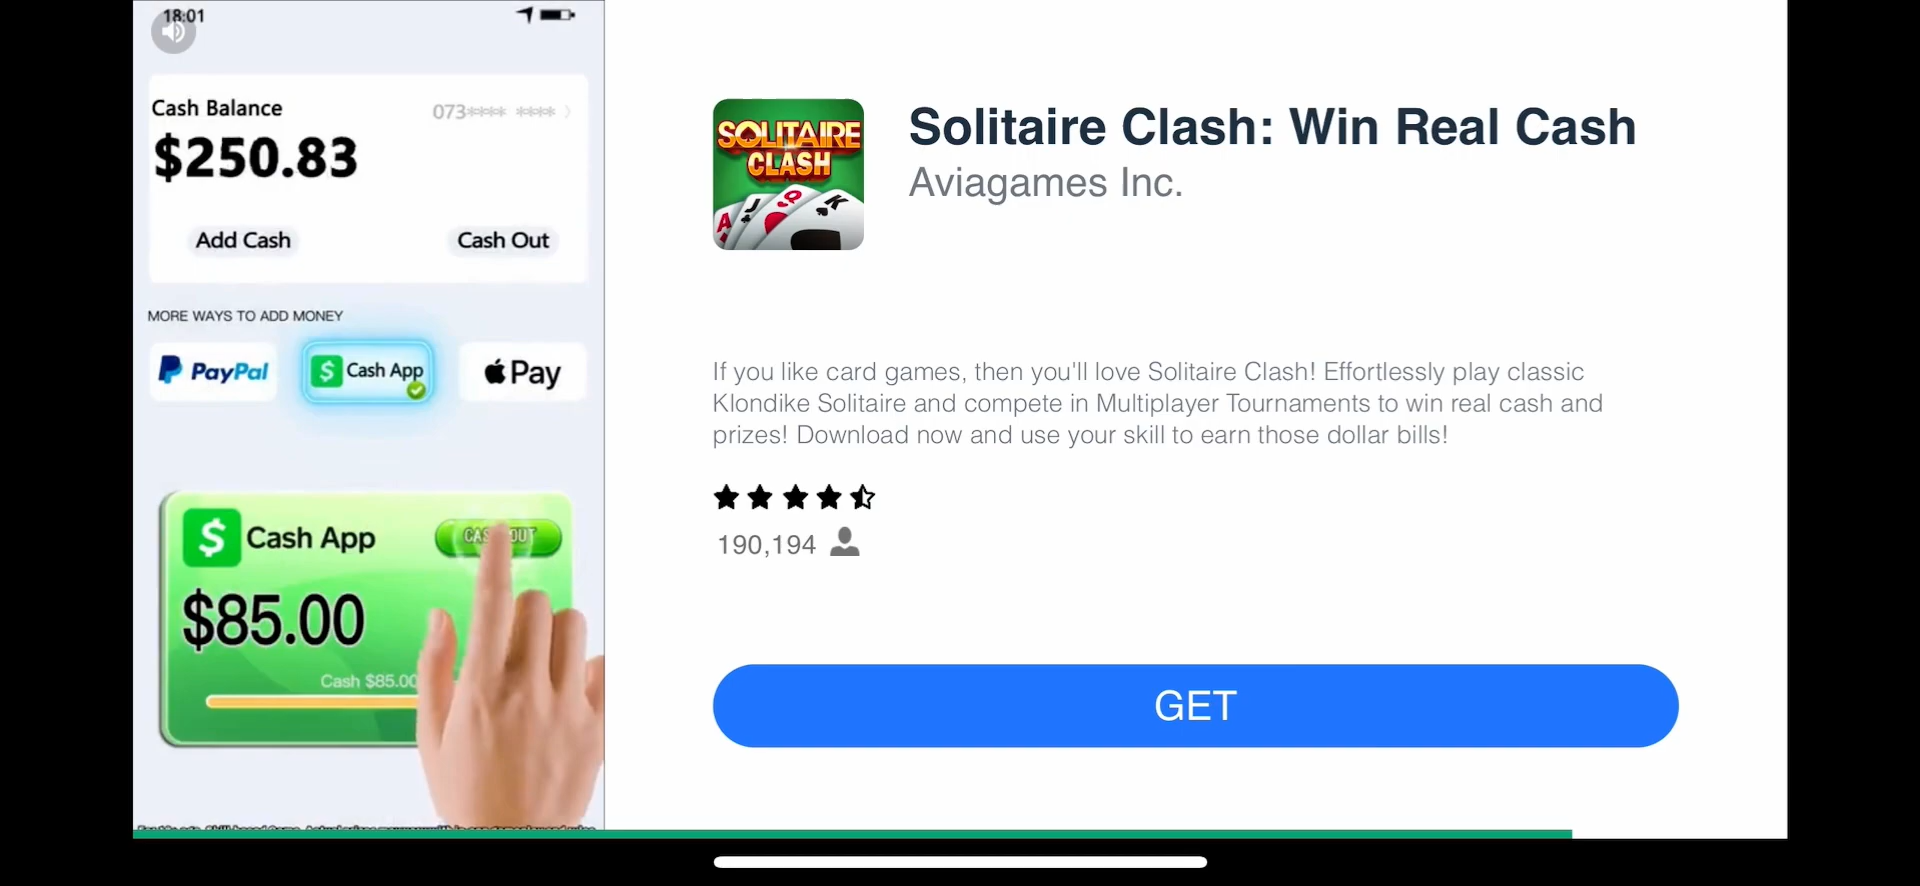 18:01
Cash Balance
073**** ****
$250.83
Add Cash
Cash Out
MORE WAYS TO ADD MONEY
PayPal
$ Cash App
Pay
$ Cash App
$85.00
Cash $85.00
SOLITAIRE
CLASH
A J Q K
Solitaire Clash: Win Real Cash
Aviagames Inc.
If you like card games, then you'll love Solitaire Clash! Effortlessly play classic
Klondike Solitaire and compete in Multiplayer Tournaments to win real cash and
prizes! Download now and use your skill to earn those dollar bills!
190,194
GET